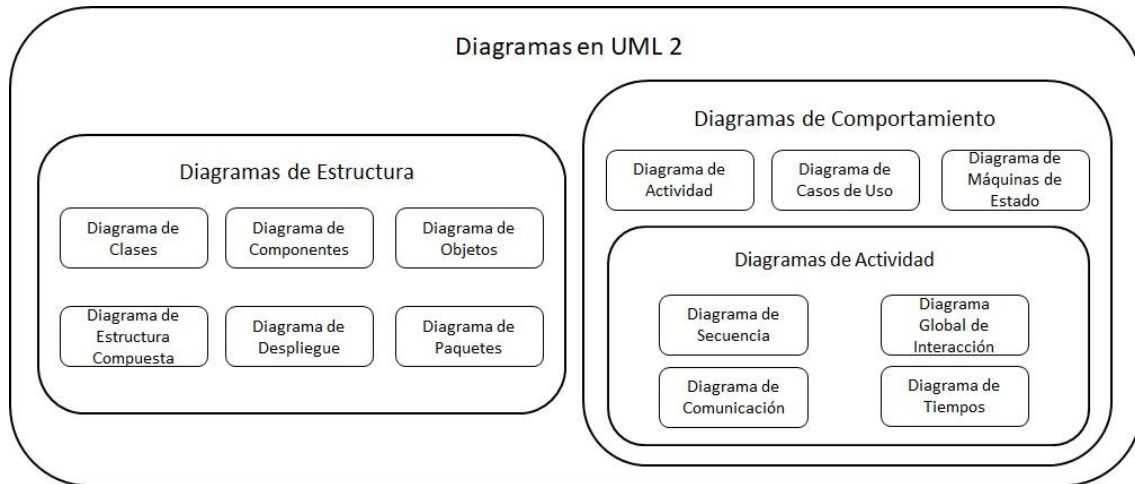 Diagramas en UML 2
Diagramas de Estructura
Diagrama de
Clases
Diagrama de
Componentes
Diagrama de
Objetos
Diagrama de
Estructura
Compuesta
Diagrama de
Despliegue
Diagrama de
Paquetes
Diagramas de Comportamiento
Diagrama de
Actividad
Diagrama de
Casos de Uso
Diagrama de
Máquinas de
Estado
Diagramas de Actividad
Diagrama de
Secuencia
Diagrama
Global de
Interacción
Diagrama de
Comunicación
Diagrama de
Tiempos